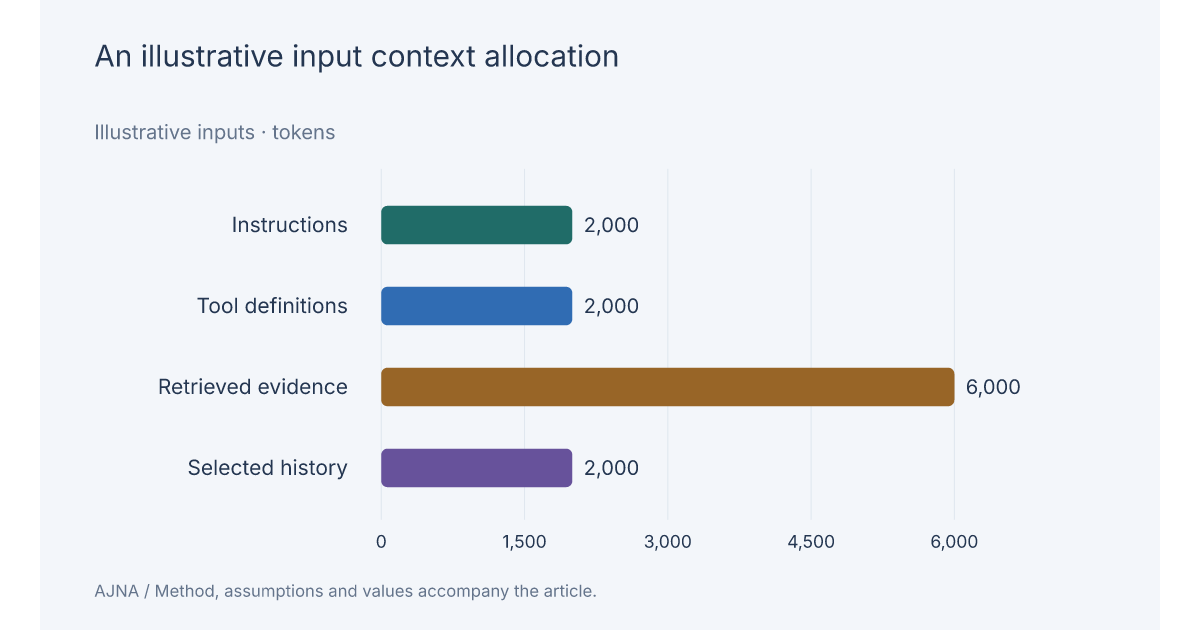 An illustrative input context allocation
Illustrative inputs · tokens
Instructions 2,000
Tool definitions 2,000
Retrieved evidence 6,000
Selected history 2,000
0 1,500 3,000 4,500 6,000
AJNA / Method, assumptions and values accompany the article.